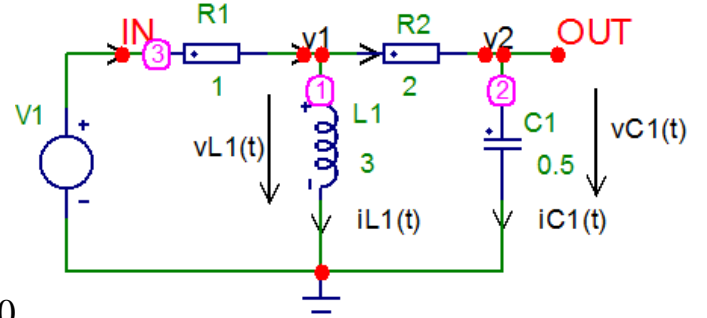 R1
IN
v1
R2
v2
OUT
3
1
2
V1
+
-
1
+
L1
2
C1
vL1(t)
3
0.5
vC1(t)
-
iL1(t)
iC1(t)
0